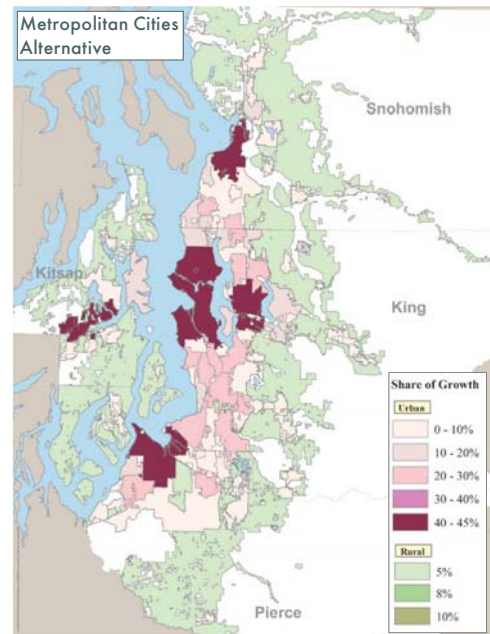 Metropolitan Cities
Alternative
Snohomish
Kitsap
King
Share of Growth
Urban
0 - 10%
10 - 20%
20 - 30%
30 - 40%
40 - 45%
Rural
5%
8%
10%
Pierce